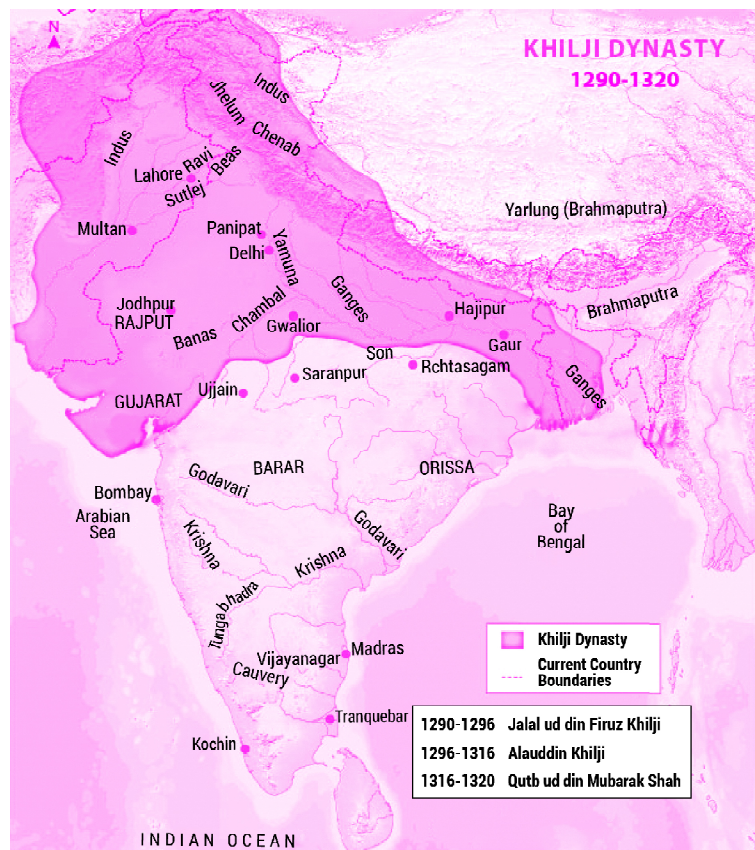 N
KHILJI DYNASTY
1290-1320
Indus
Jhelum
Chenab
Indus
Lahore
Ravi
Beas
Sutlej
Yarlung (Brahmaputra)
Multan
Panipat
Delhi
Yamuna
Jodhpur
RAJPUT
Banas
Chambal
Ganges
Gwalior
Hajipur
Brahmaputra
Gaur
Son
Rchtasagam
Saranpur
Ujjain
Ganges
GUJARAT
BARAR
ORISSA
Godavari
Bombay
Arabian
Sea
Godavari
Bay
of
Bengal
Krishna
Krishna
Tungabhadra
Vijayanagar
Madras
Cauvery
Tranquebar
Kochin
INDIAN OCEAN
Khilji Dynasty
Current Country
Boundaries
1290-1296 Jalal ud din Firuz Khilji
1296-1316 Alauddin Khilji
1316-1320 Qutb ud din Mubarak Shah